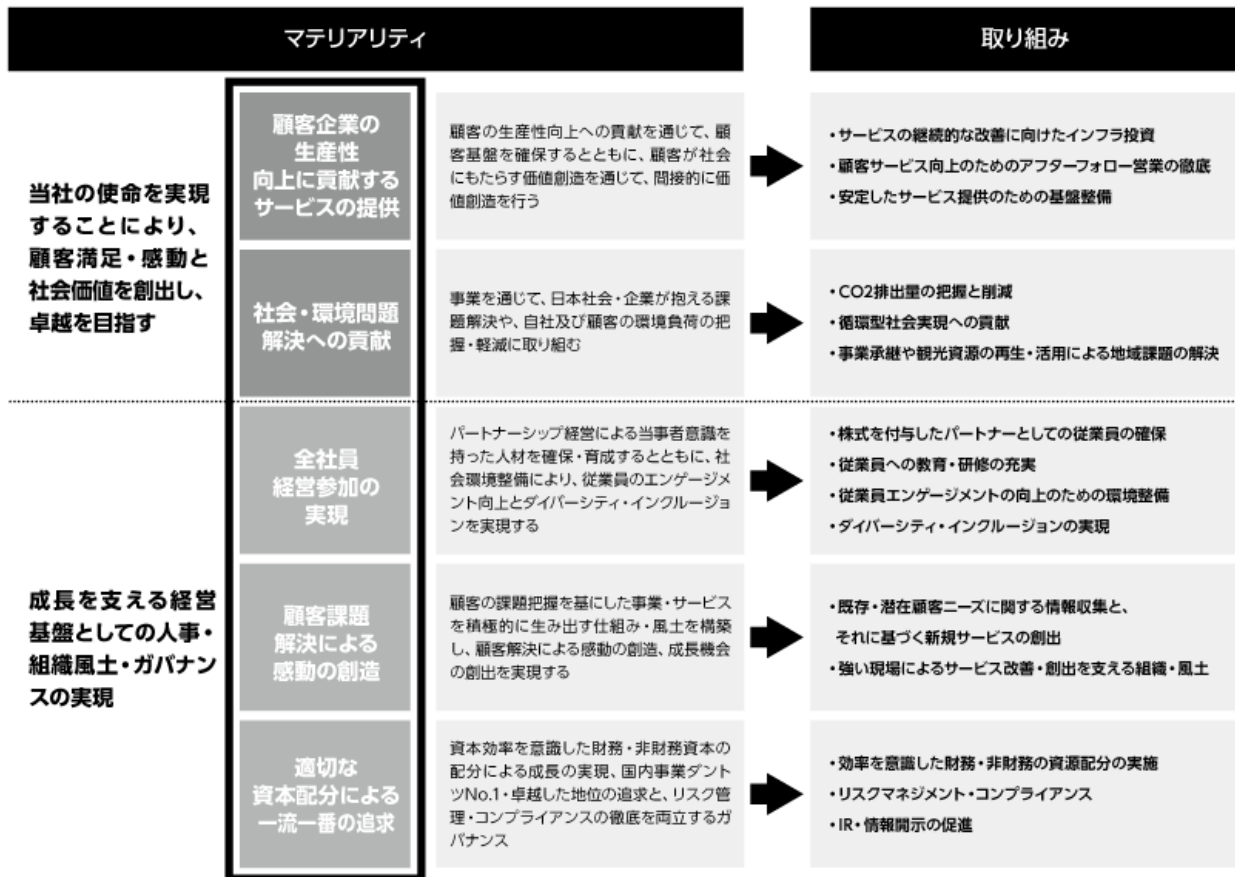 マテリアリティ
取り組み
当社の使命を実現
することにより、
顧客満足・感動と
社会価値を創出し、
卓越を目指す
顧客企業の
生産性
向上に貢献する
サービスの提供
顧客の生産性向上への貢献を通じて、顧
客基盤を確保するとともに、顧客が社会
にもたらす価値創造を通じて、間接的に価
値創造を行う
・サービスの継続的な改善に向けたインフラ投資
・顧客サービス向上のためのアフターフォロー営業の徹底
・安定したサービス提供のための基盤整備
社会・環境問題
解決への貢献
事業を通じて、日本社会・企業が抱える課
題解決や、自社及び顧客の環境負荷の把
握・軽減に取り組む
・CO2排出量の把握と削減
・循環型社会実現への貢献
・事業承継や観光資源の再生・活用による地域課題の解決
成長を支える経営
基盤としての人事・
組織風土・ガバナン
スの実現
全社員
経営参加の
実現
パートナーシップ経営による当事者意識を
持った人材を確保・育成するとともに、社
会環境整備により、従業員のエンゲージメ
ント向上とダイバーシティ・インクルージョ
ンを実現する
・株式を付与したパートナーとしての従業員の確保
・従業員への教育・研修の充実
・従業員エンゲージメントの向上のための環境整備
・ダイバーシティ・インクルージョンの実現
顧客課題
解決による
感動の創造
顧客の課題把握を基にした事業・サービス
を積極的に生み出す仕組み・風土を構築
し、顧客解決による感動の創造、成長機会
の創出を実現する
・既存・潜在顧客ニーズに関する情報収集と、
それに基づく新規サービスの創出
・強い現場によるサービス改善・創出を支える組織・風土
適切な
資本配分による
一流一番の追求
資本効率を意識した財務・非財務資本の
配分による成長の実現、国内事業ダント
ツNo.1・卓越した地位の追求と、リスク管
理・コンプライアンスの徹底を両立するガ
バナンス
・効率を意識した財務・非財務の資源配分の実施
・リスクマネジメント・コンプライアンス
・IR・情報開示の促進